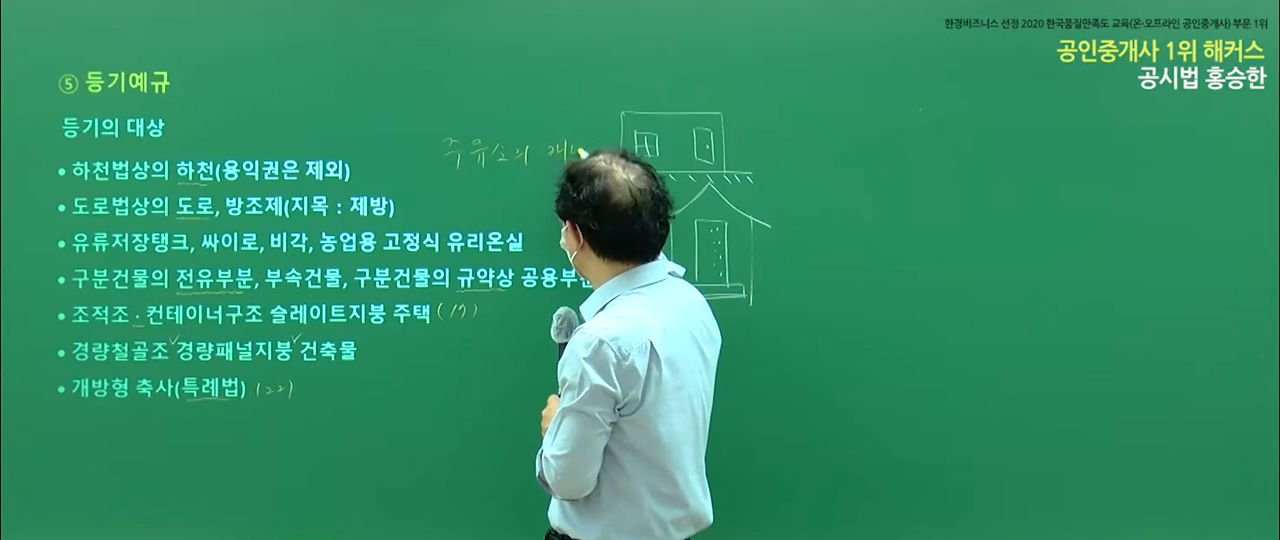 한경비즈니스 선정 2020 한국품질만족도 교육(온·오프라인 공인중개사) 부문 1위
공인중개사 1위 해커스
공시법 홍승한
⑤ 등기예규
등기의 대상
• 하천법상의 하천(용익권은 제외)
• 도로법상의 도로, 방조제(지목 : 제방)
• 유류저장탱크, 싸이로, 비각, 농업용 고정식 유리온실
• 구분건물의 전유부분, 부속건물, 구분건물의 규약상 공용부분
• 조적조·컨테이너구조 슬레이트지붕 주택 (17)
• 경량철골조 경량패널지붕 건축물
• 개방형 축사(특례법) (22)
주유소의